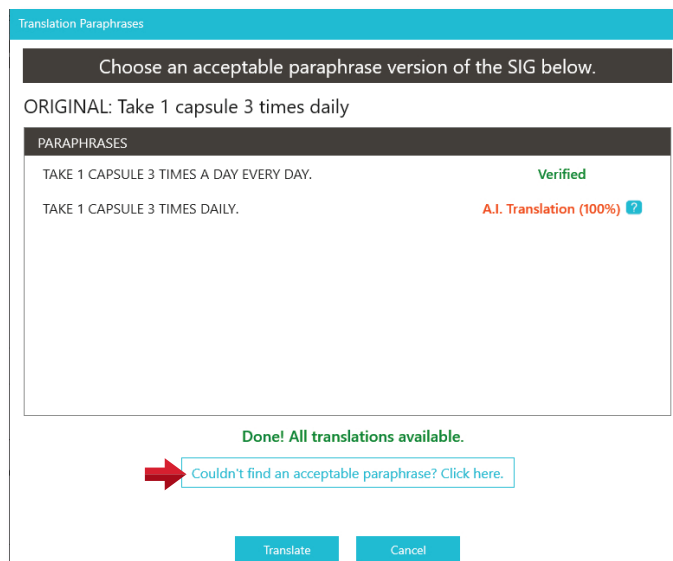 Translation Paraphrases
Choose an acceptable paraphrase version of the SIG below.
ORIGINAL: Take 1 capsule 3 times daily
PARAPHRASES
TAKE 1 CAPSULE 3 TIMES A DAY EVERY DAY. Verified
TAKE 1 CAPSULE 3 TIMES DAILY. A.I. Translation (100%) ?
Done! All translations available.
Couldn't find an acceptable paraphrase? Click here.
Translate Cancel